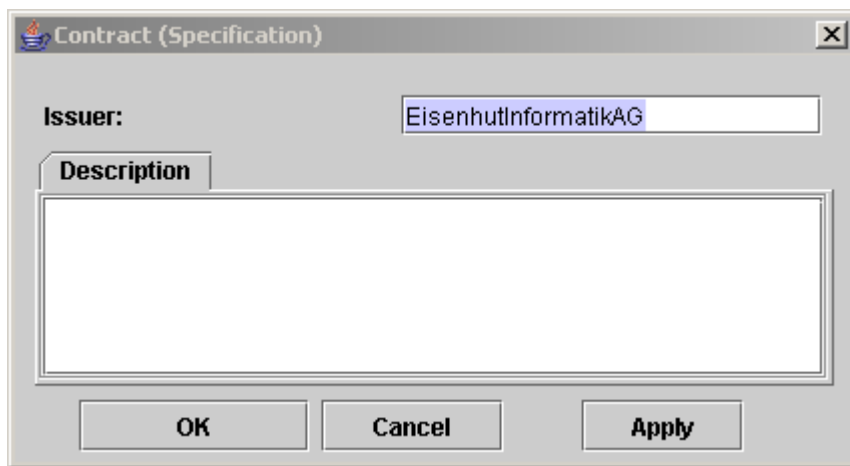 Contract (Specification)
Issuer: EisenhutInformatikAG
Description
OK Cancel Apply